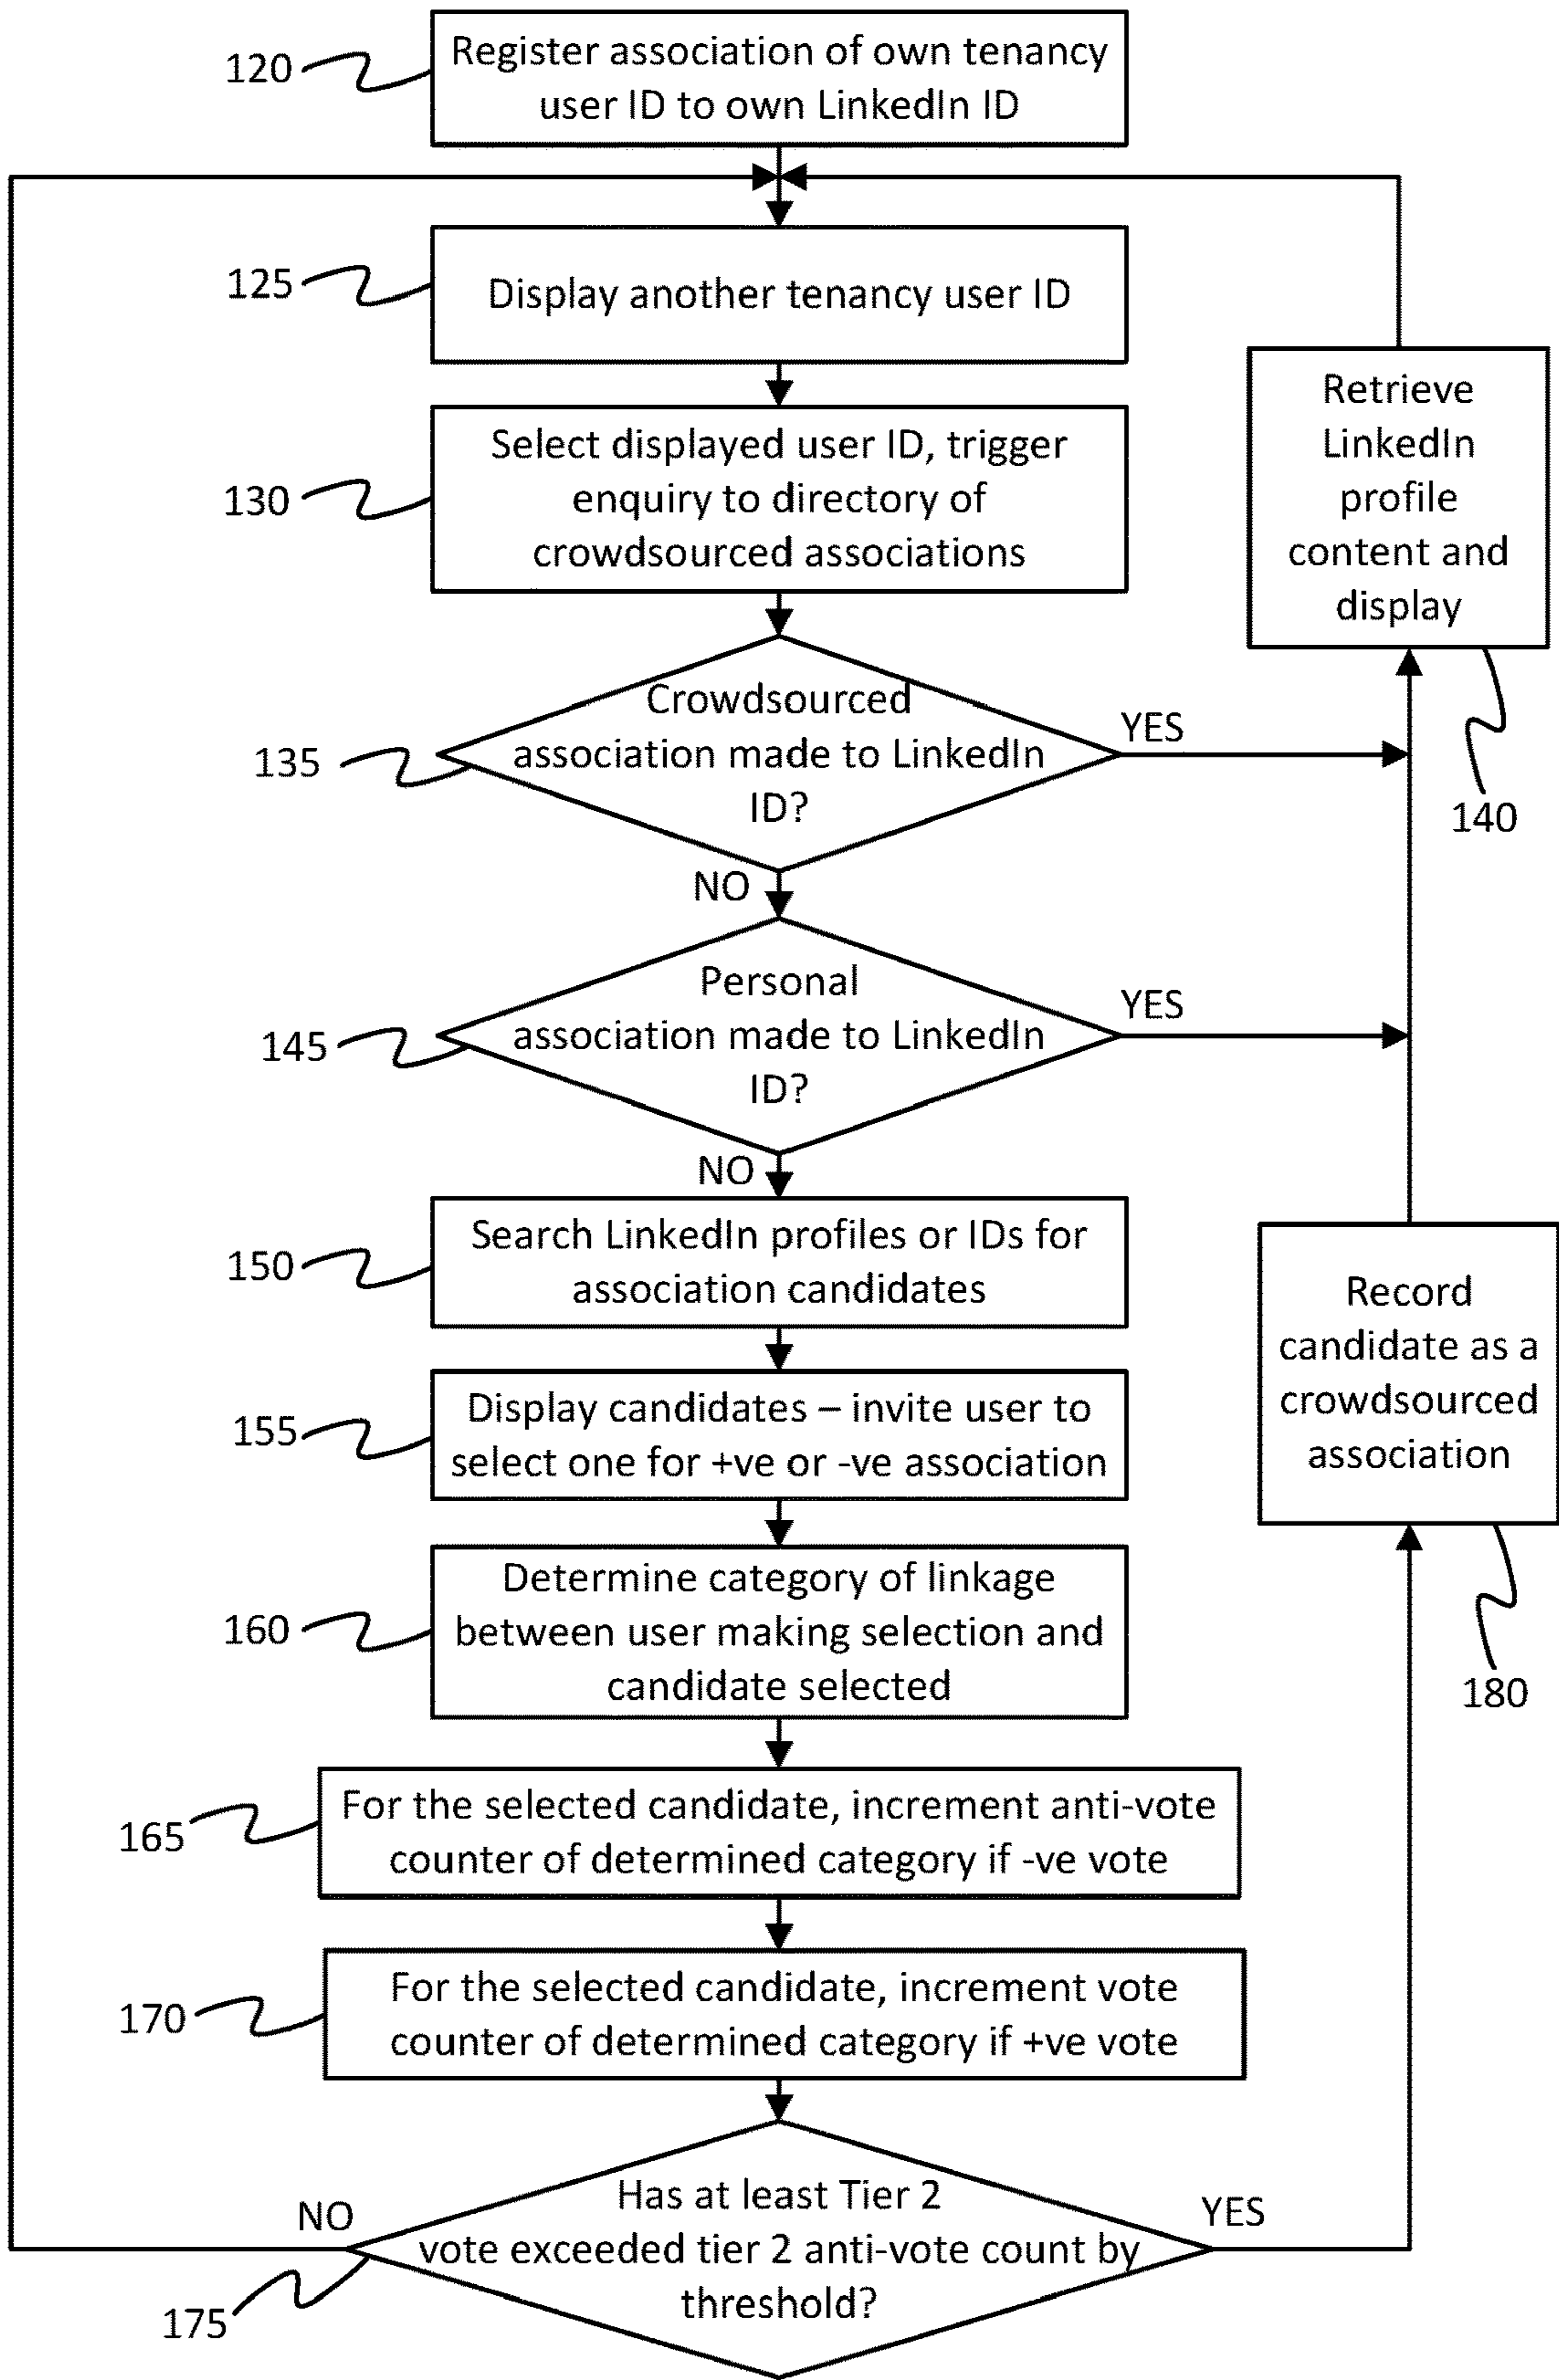 120
Register association of own tenancy
user ID to own LinkedIn ID
125
Display another tenancy user ID
130
Select displayed user ID, trigger
enquiry to directory of
crowdsourced associations
Retrieve
LinkedIn
profile
content and
display
140
135
Crowdsourced
association made to LinkedIn
ID?
YES
NO
145
Personal
association made to LinkedIn
ID?
YES
NO
150
Search LinkedIn profiles or IDs for
association candidates
155
Display candidates – invite user to
select one for +ve or -ve association
Record
candidate as a
crowdsourced
association
180
160
Determine category of linkage
between user making selection and
candidate selected
165
For the selected candidate, increment anti-vote
counter of determined category if -ve vote
170
For the selected candidate, increment vote
counter of determined category if +ve vote
175
Has at least Tier 2
vote exceeded tier 2 anti-vote count by
threshold?
NO
YES